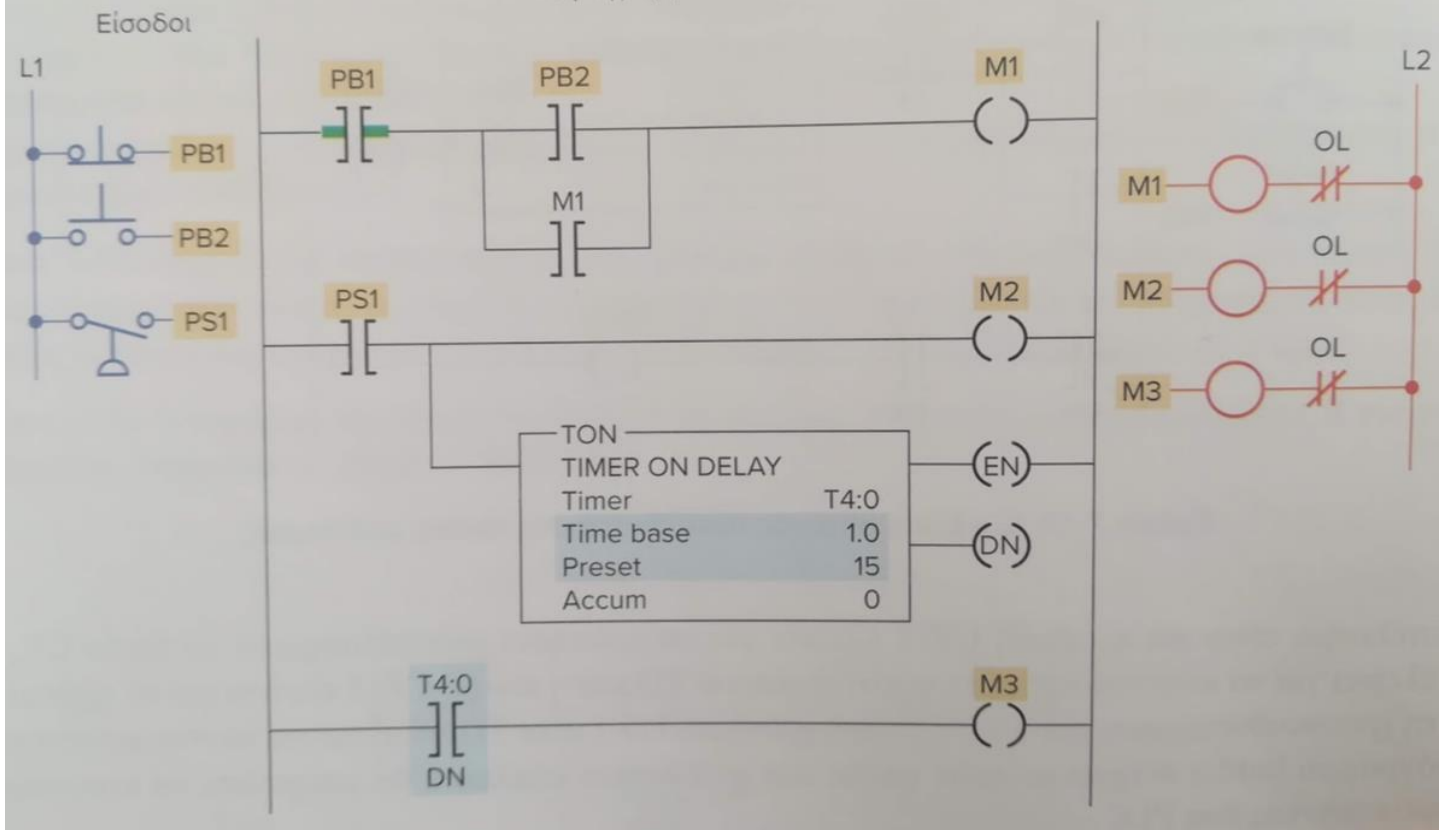 Είσοδοι
L1
PB1
PB2
PS1
PB1
PB2
M1
M1
PS1
M2
TON
TIMER ON DELAY
Timer T4:0
Time base 1.0
Preset 15
Accum 0
EN
DN
T4:0
DN
M3
L2
OL
M1
OL
M2
OL
M3